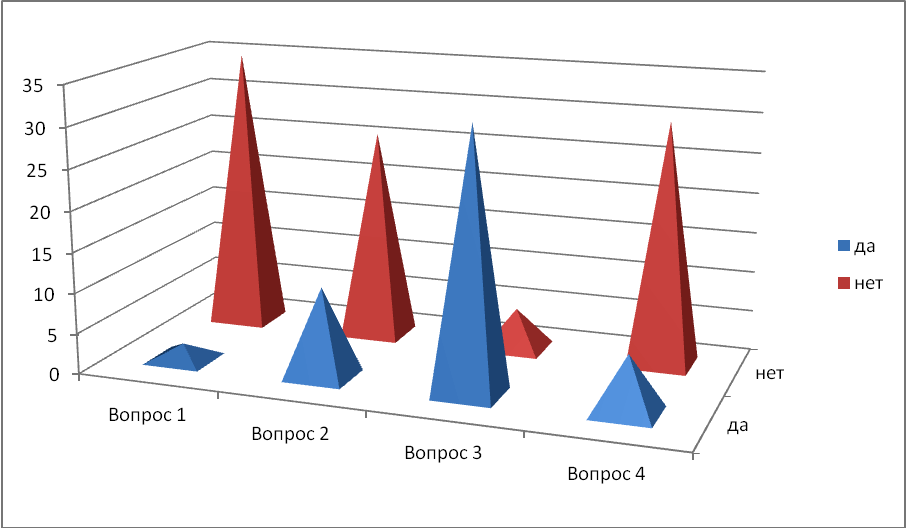 35
30
25
20
15
10
5
0
Вопрос 1
Вопрос 2
Вопрос 3
Вопрос 4
да
нет
да
нет